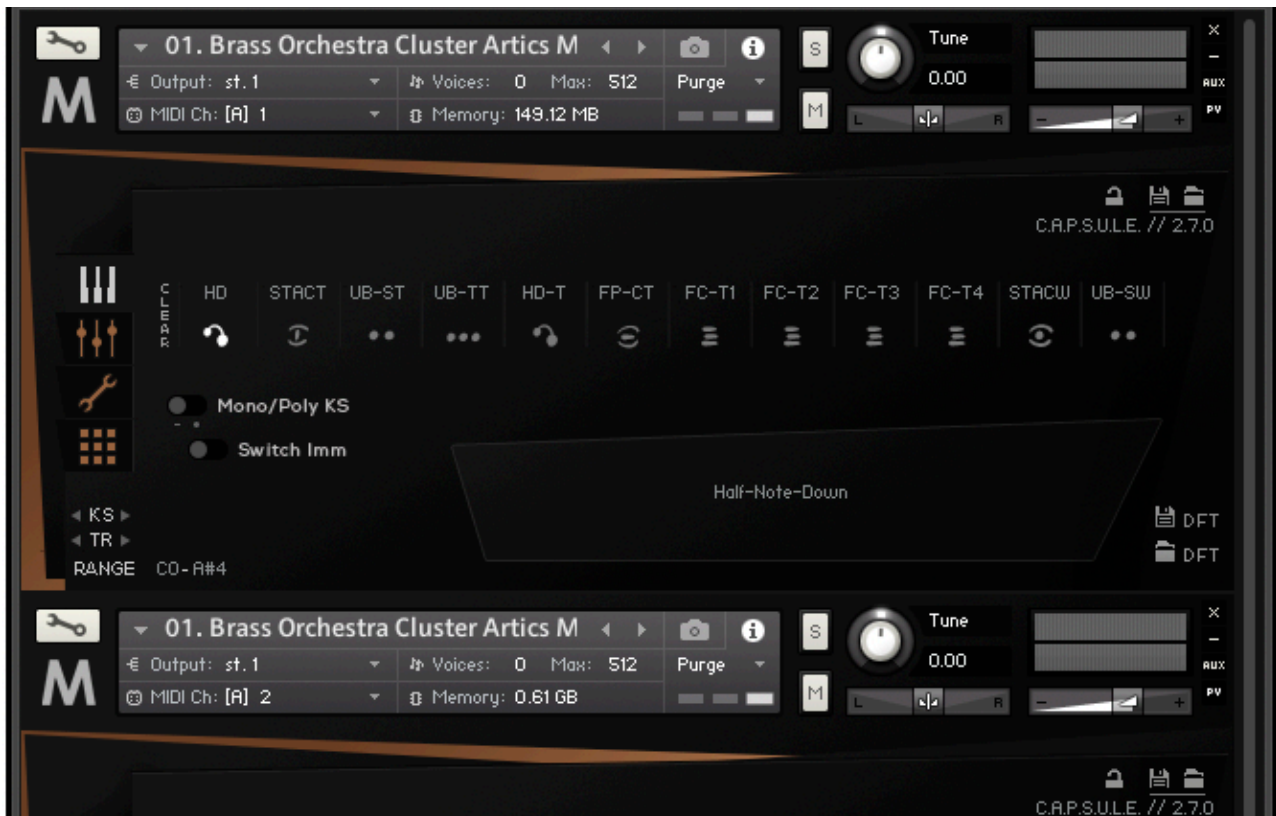 01. Brass Orchestra Cluster Artics M
S
Tune
Output: st. 1
Voices: 0 Max: 512
Purge
0.00
AUX
M
MIDI Ch: [A] 1
Memory: 149.12 MB
M
L R
- +
PV
C.A.P.S.U.L.E. // 2.7.0
CLEAR
HD STACT UB-ST UB-TT HD-T FP-CT FC-T1 FC-T2 FC-T3 FC-T4 STACW UB-SW
Mono/Poly KS
Switch Imm
Half-Note-Down
KS
DFT
TR
DFT
RANGE C0-A#4
01. Brass Orchestra Cluster Artics M
S
Tune
Output: st. 1
Voices: 0 Max: 512
Purge
0.00
AUX
M
MIDI Ch: [A] 2
Memory: 0.61 GB
M
L R
- +
PV
C.A.P.S.U.L.E. // 2.7.0